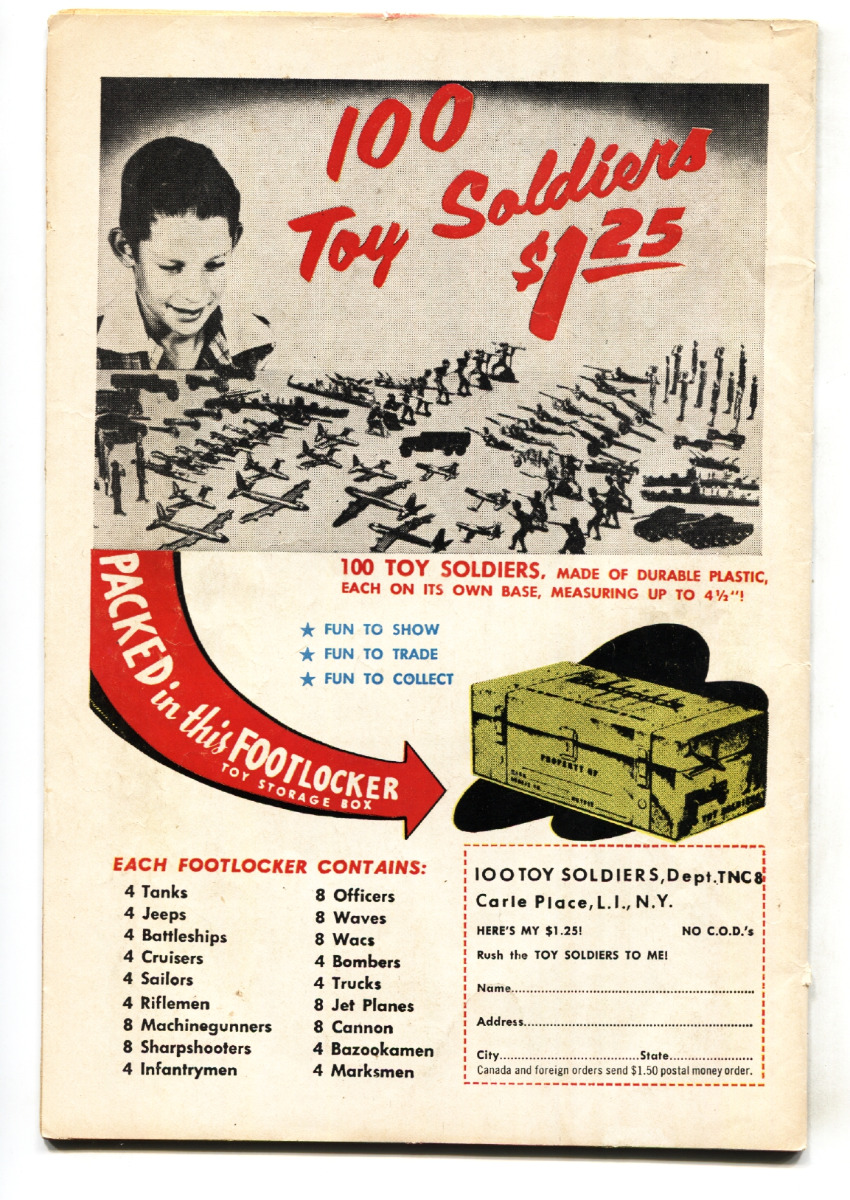 100
Toy Soldiers
$1.25
100 TOY SOLDIERS, MADE OF DURABLE PLASTIC,
EACH ON ITS OWN BASE, MEASURING UP TO 4½"!
★ FUN TO SHOW
★ FUN TO TRADE
★ FUN TO COLLECT
PACKED in this FOOTLOCKER
TOY STORAGE BOX
PROPERTY OF
TOY SOLDIERS
EACH FOOTLOCKER CONTAINS:
4 Tanks
4 Jeeps
4 Battleships
4 Cruisers
4 Sailors
4 Riflemen
8 Machinegunners
8 Sharpshooters
4 Infantrymen
8 Officers
8 Waves
8 Wacs
4 Bombers
4 Trucks
8 Jet Planes
8 Cannon
4 Bazookamen
4 Marksmen
100 TOY SOLDIERS, Dept. TNC8
Carle Place, L.I., N.Y.
HERE'S MY $1.25! NO C.O.D.'s
Rush the TOY SOLDIERS TO ME!
Name
Address
City State
Canada and foreign orders send $1.50 postal money order.